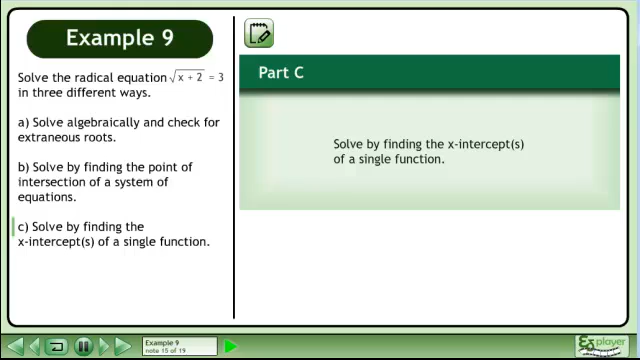 Example 9
Solve the radical equation √x + 2 = 3
in three different ways.
a) Solve algebraically and check for
extraneous roots.
b) Solve by finding the point of
intersection of a system of
equations.
c) Solve by finding the
x-intercept(s) of a single function.
Part C
Solve by finding the x-intercept(s)
of a single function.
Example 9
note 15 of 19
player